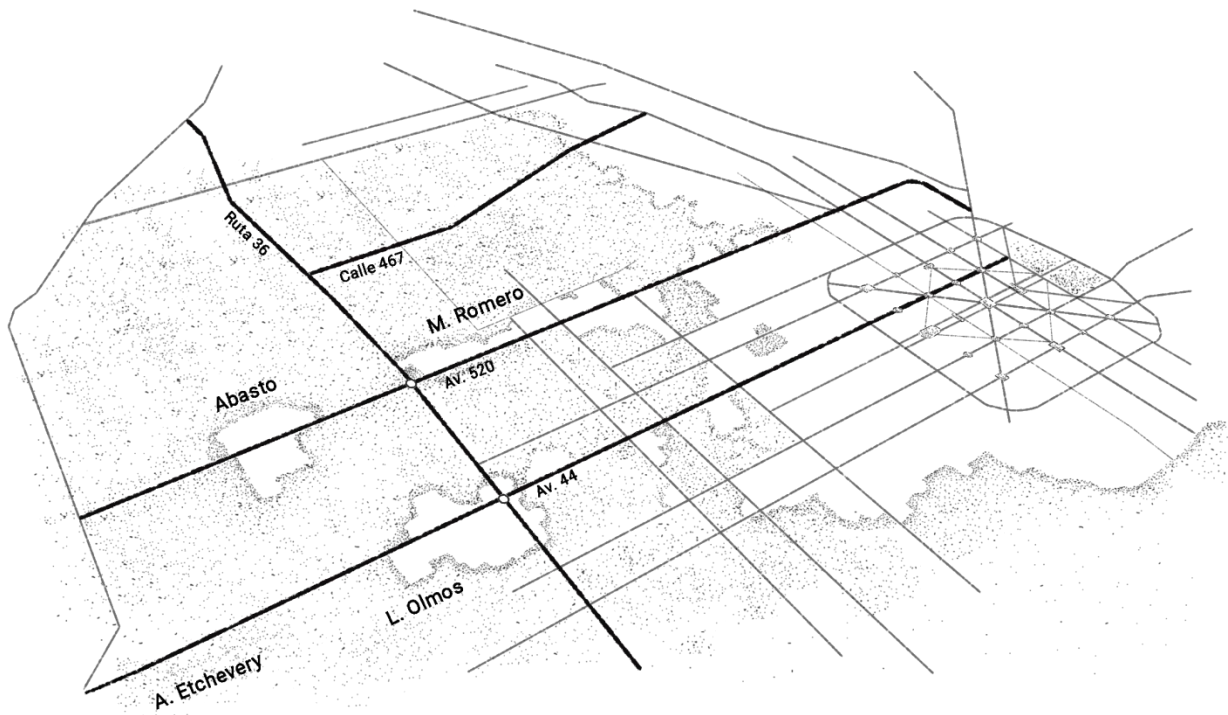 Ruta 36
Calle 467
M. Romero
Av. 520
Abasto
Av. 44
L. Olmos
A. Etchevery